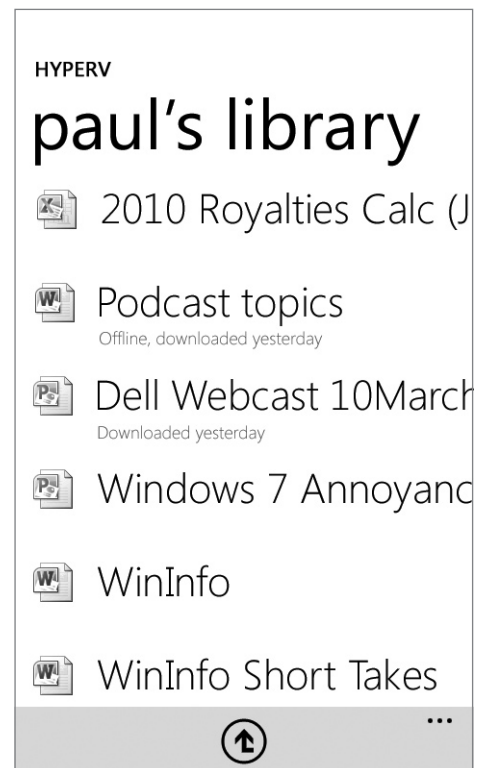 HYPERV
paul's library
2010 Royalties Calc (J
Podcast topics
Offline, downloaded yesterday
Dell Webcast 10March
Downloaded yesterday
Windows 7 Annoyanc
WinInfo
WinInfo Short Takes
...